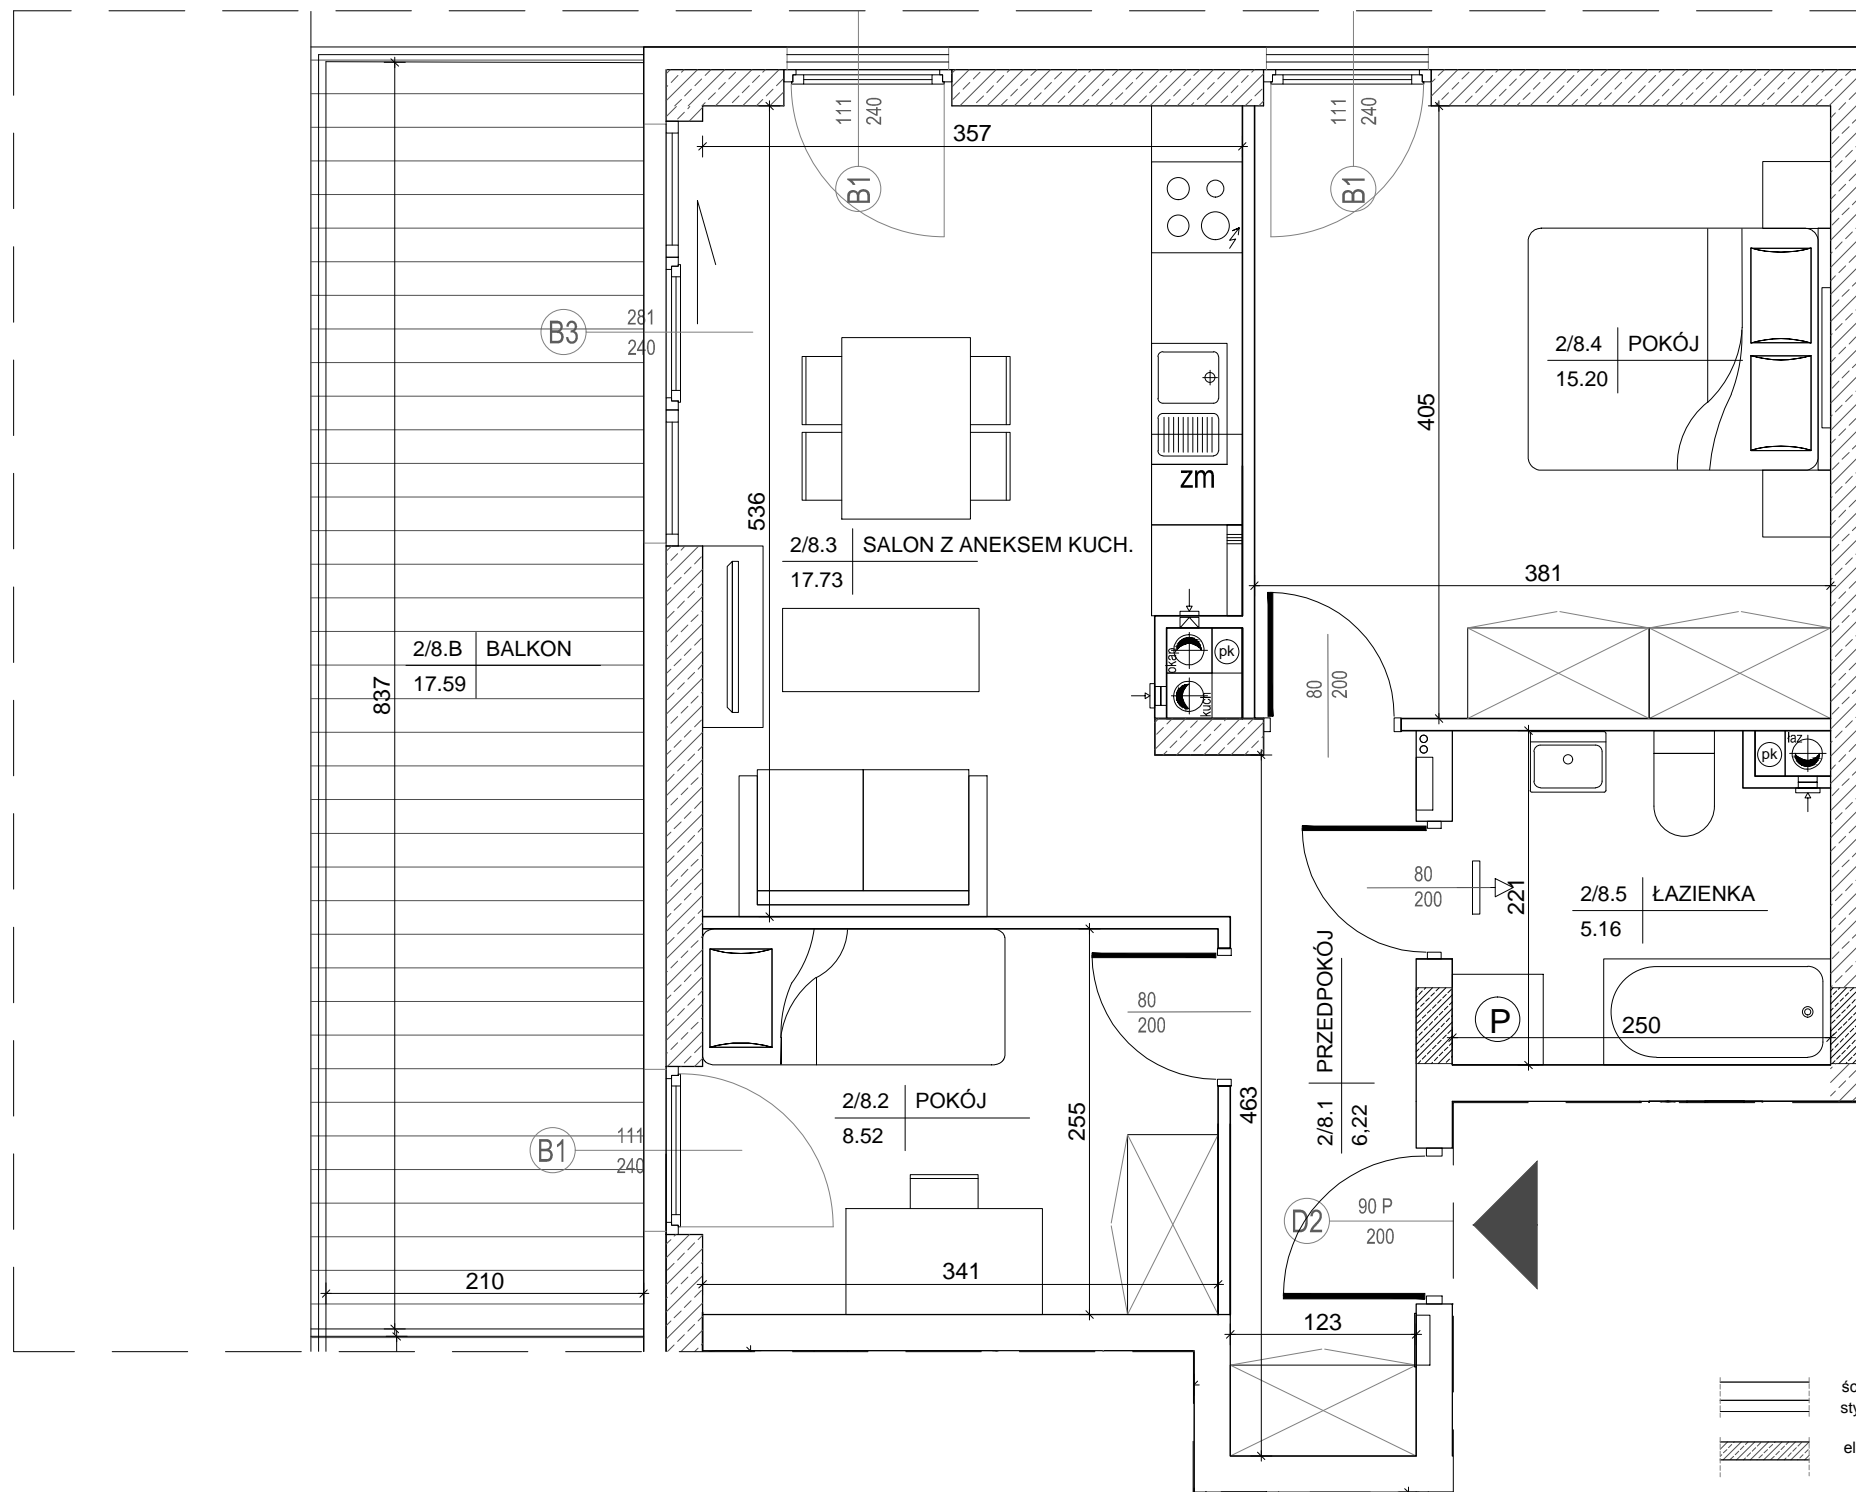 111
240
B1
357
111
240
B1
B3
281
240
2/8.4 POKÓJ
15.20
405
zm
536
2/8.3 SALON Z ANEKSEM KUCH.
17.73
381
2/8.B BALKON
17.59
837
okap
pk
kuch
80
200
pk
łaz
80
200
221
2/8.5 ŁAZIENKA
5.16
P
250
80
200
2/8.1 PRZEDPOKÓJ
6,22
463
2/8.2 POKÓJ
8.52
255
B1
111
240
D2
90 P
200
210
341
123